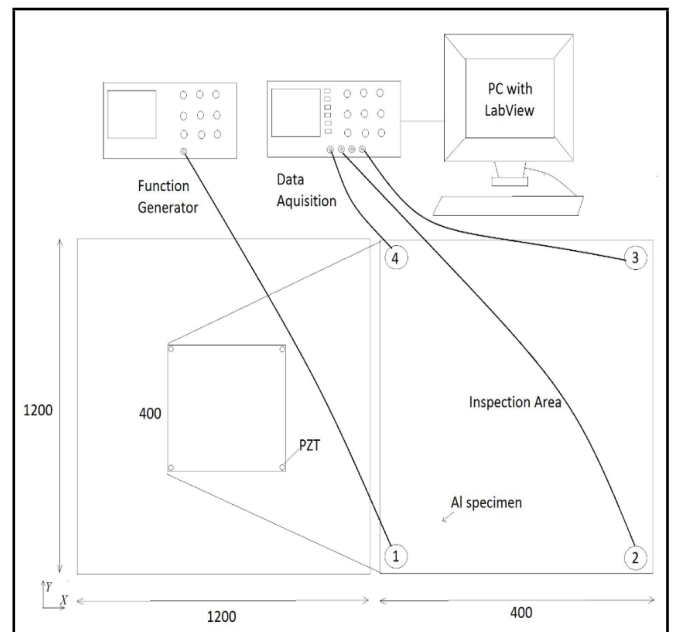 PC with
LabView
Function
Generator
Data
Aquisition
4
3
1200
400
Inspection Area
PZT
Al specimen
1
2
Y
X
1200
400